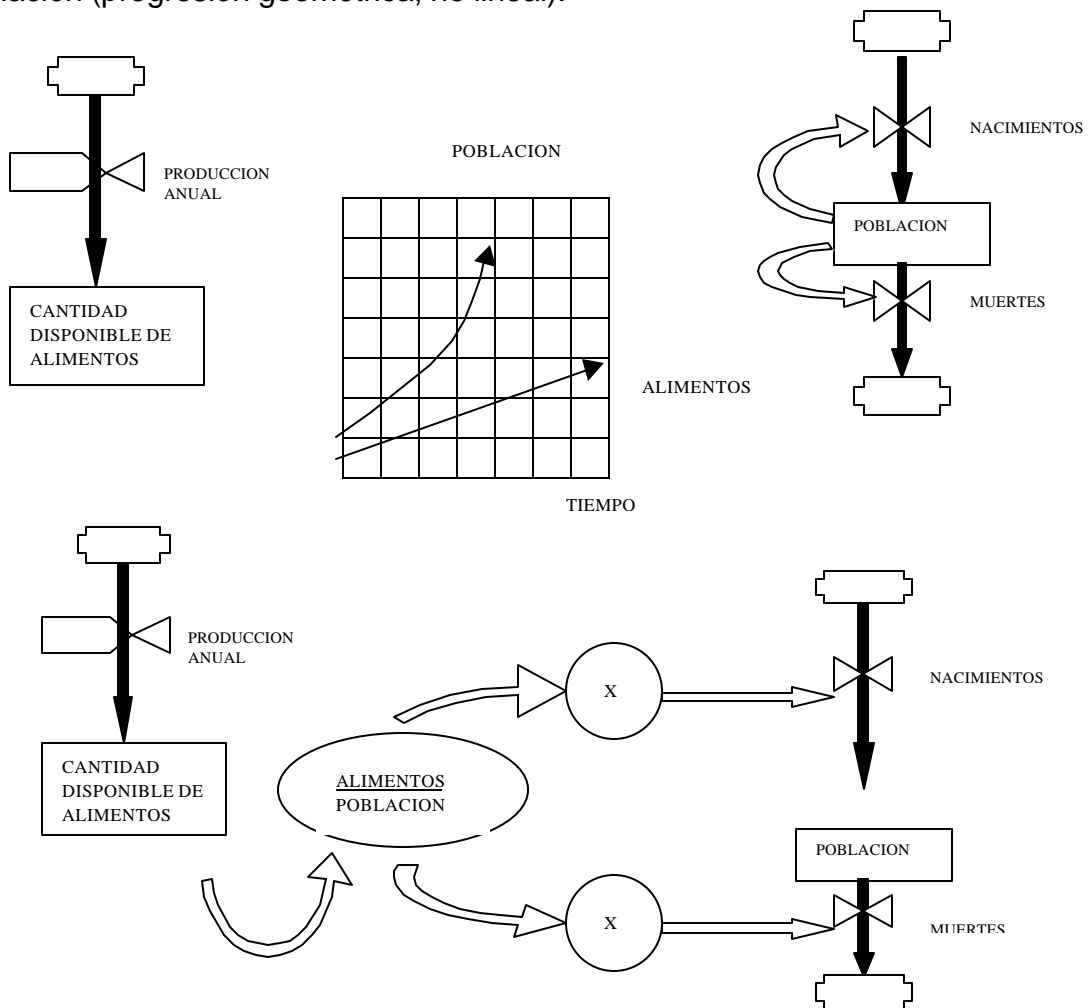 lación (progresión geométrica, no lineal).
NACIMIENTOS
POBLACION
PRODUCCION
ANUAL
POBLACION
CANTIDAD
DISPONIBLE DE
ALIMENTOS
MUERTES
ALIMENTOS
TIEMPO
PRODUCCION
ANUAL
X
NACIMIENTOS
CANTIDAD
DISPONIBLE DE
ALIMENTOS
ALIMENTOS
POBLACION
POBLACION
X
MUERTES